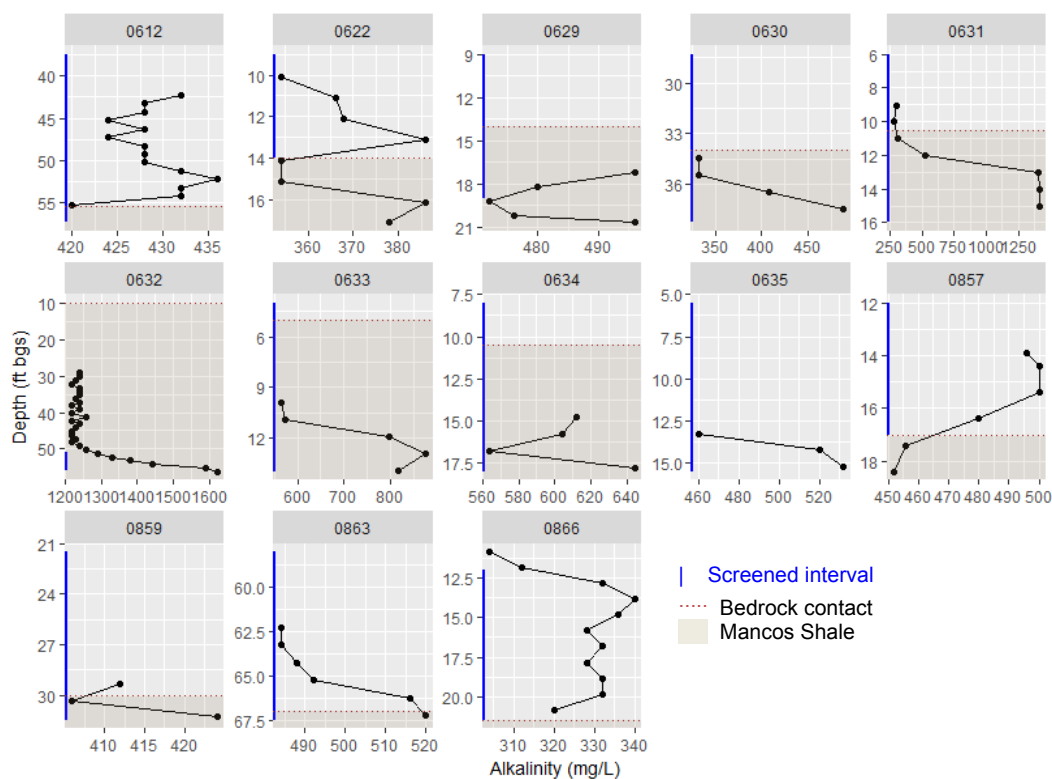 0612 0622 0629 0630 0631
40 45 50 55
420 425 430 435
10 12 14 16
360 370 380
9 12 15 18 21
480 490
30 33 36
350 400 450
6 8 10 12 14 16
250 500 1000 1250
0632 0633 0634 0635 0857
Depth (ft bgs)
10 20 30 40 50
1200 1300 1400 1500 1600
6 9 12
600 700 800
7.5 10.0 12.5 15.0 17.5
560 580 600 620 640
5.0 7.5 10.0 12.5 15.0
460 480 500 520
12 14 16 18
450 460 470 480 490 500
0859 0863 0866
21 24 27 30
410 415 420
60.0 62.5 65.0 67.5
490 500 510 520
12.5 15.0 17.5 20.0
310 320 330 340
Screened interval
Bedrock contact
Mancos Shale
Alkalinity (mg/L)